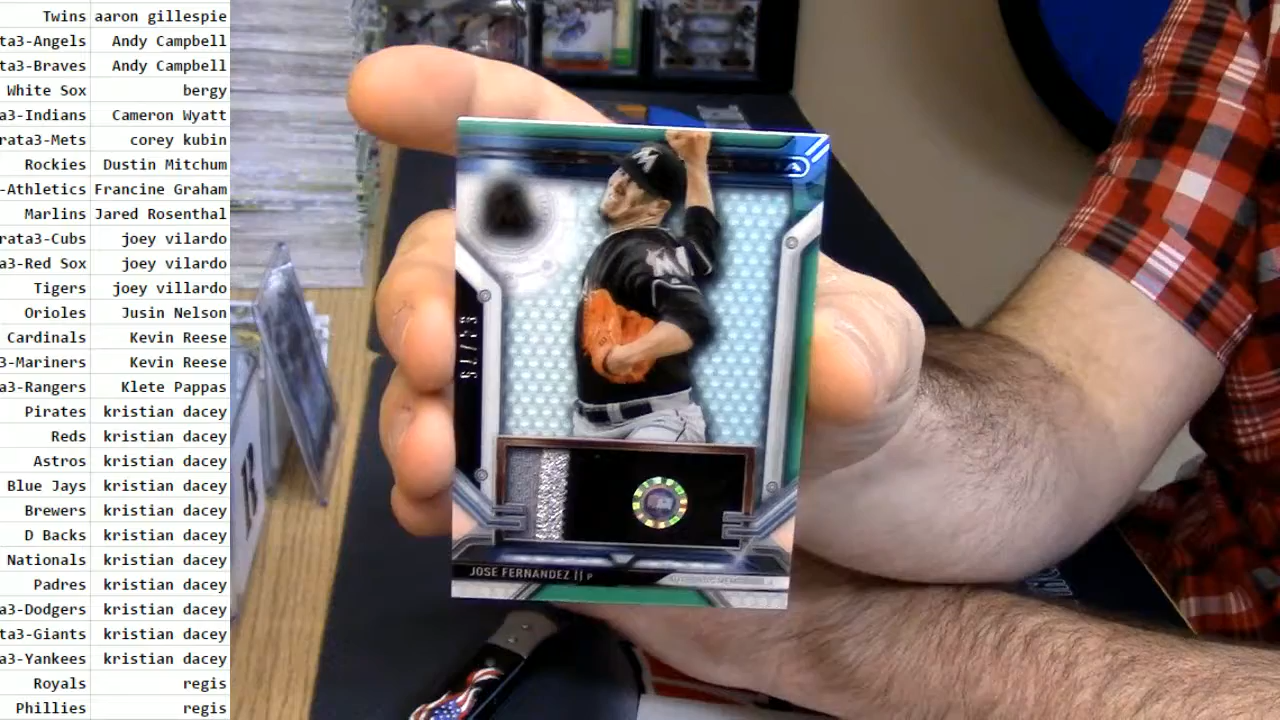 Twins aaron gillespie
ta3-Angels Andy Campbell
ta3-Braves Andy Campbell
White Sox bergy
a3-Indians Cameron Wyatt
rata3-Mets corey kubin
Rockies Dustin Mitchum
-Athletics Francine Graham
Marlins Jared Rosenthal
rata3-Cubs joey vilardo
a3-Red Sox joey vilardo
Tigers joey villardo
Orioles Jusin Nelson
Cardinals Kevin Reese
3-Mariners Kevin Reese
a3-Rangers Klete Pappas
Pirates kristian dacey
Reds kristian dacey
Astros kristian dacey
Blue Jays kristian dacey
Brewers kristian dacey
D Backs kristian dacey
Nationals kristian dacey
Padres kristian dacey
a3-Dodgers kristian dacey
ta3-Giants kristian dacey
a3-Yankees kristian dacey
Royals regis
Phillies regis
M
M
JOSE FERNANDEZ || P